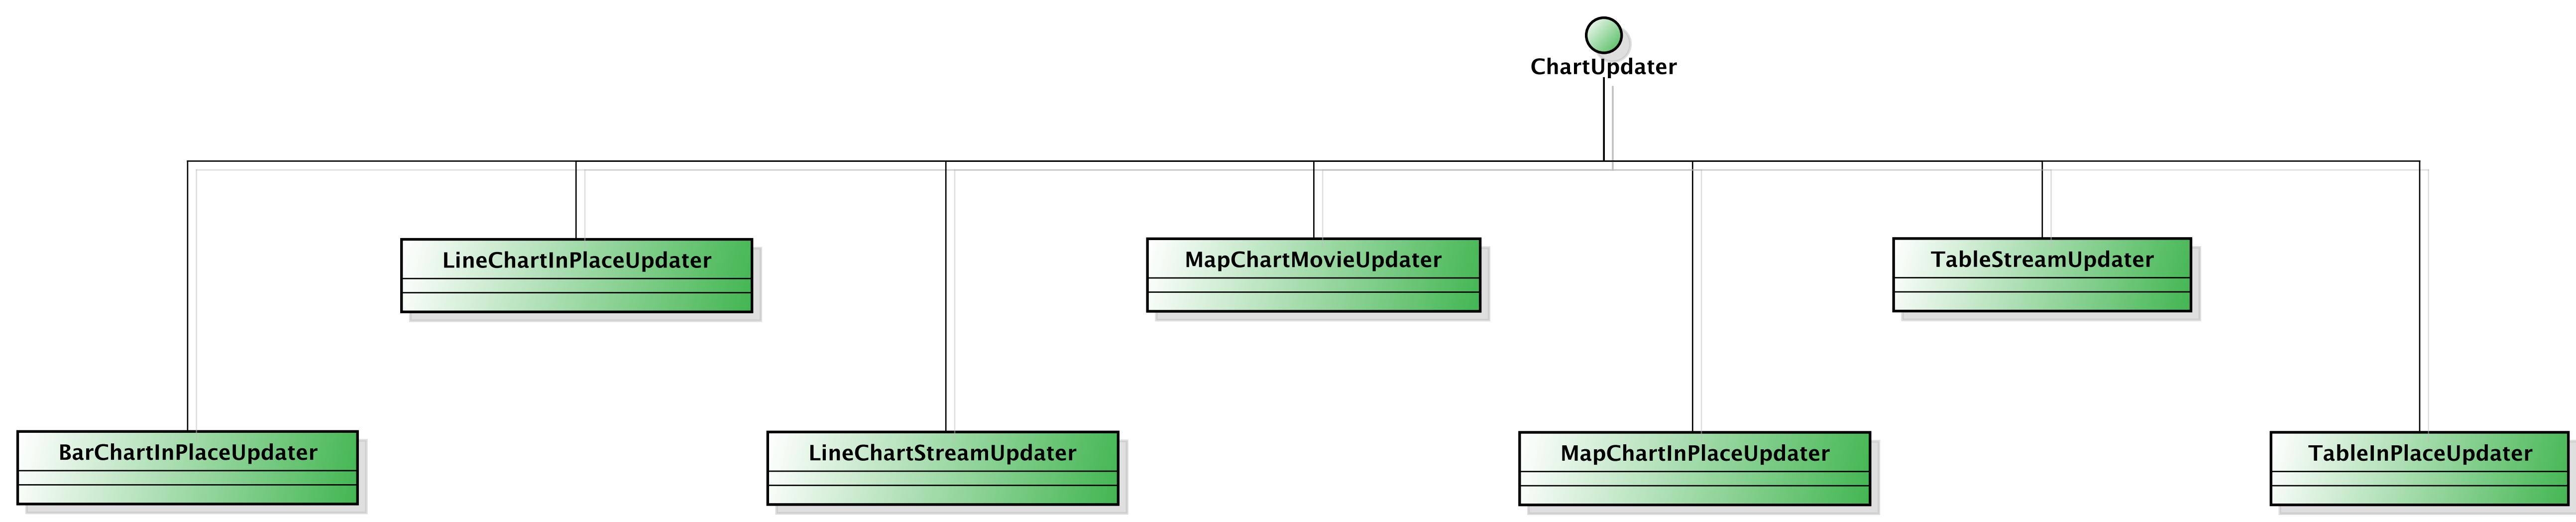 ChartUpdater
LineChartInPlaceUpdater
MapChartMovieUpdater
TableStreamUpdater
BarChartInPlaceUpdater
LineChartStreamUpdater
MapChartInPlaceUpdater
TableInPlaceUpdater